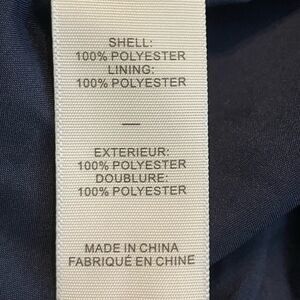 SHELL:
100% POLYESTER
LINING:
100% POLYESTER
—
EXTERIEUR:
100% POLYESTER
DOUBLURE:
100% POLYESTER
MADE IN CHINA
FABRIQUÉ EN CHINE